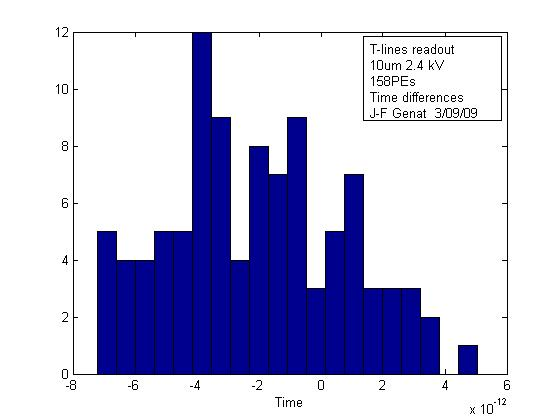 12
10
8
6
4
2
0
-8
-6
-4
-2
0
2
4
6
Time
x 10^-12
T-lines readout
10um 2.4 kV
158PEs
Time differences
J-F Genat 3/09/09